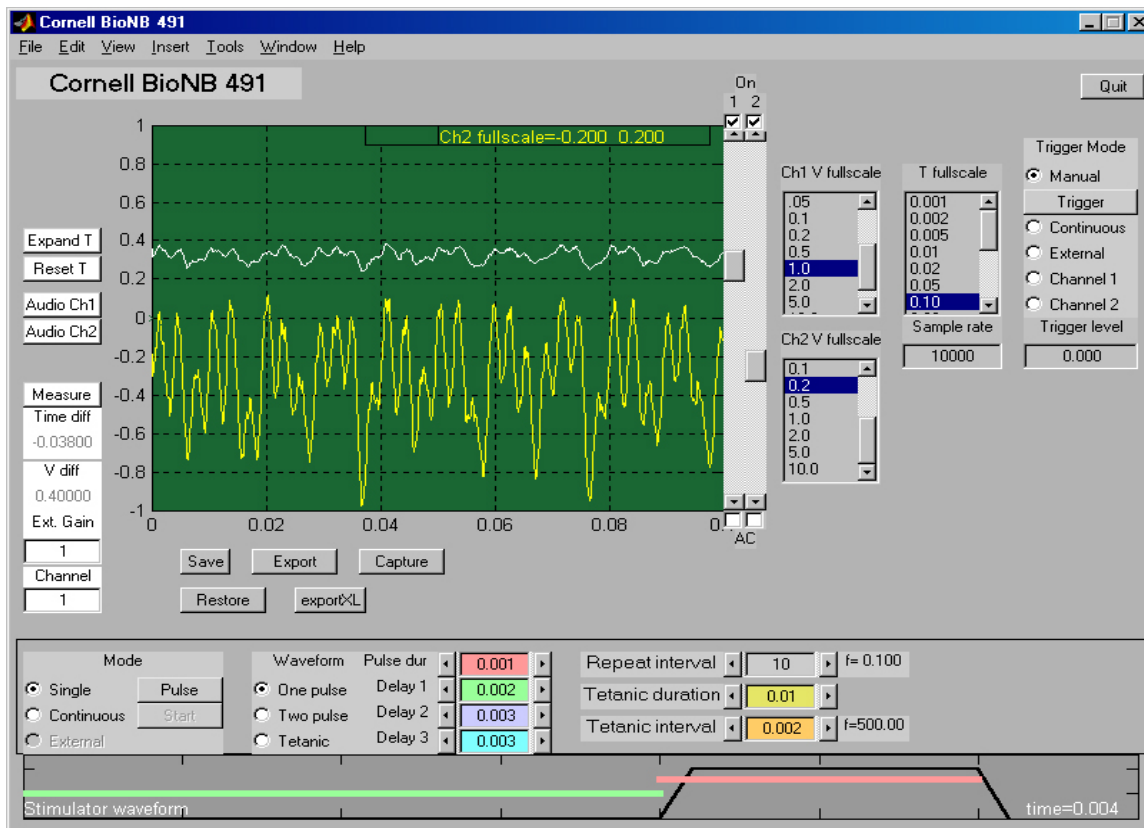 Cornell BioNB 491
File Edit View Insert Tools Window Help
Cornell BioNB 491
On
1 2
Quit
Ch2 fullscale=-0.200 0.200
1
0.8
0.6
0.4
0.2
0
-0.2
-0.4
-0.6
-0.8
-1
0 0.02 0.04 0.06 0.08
AC
Expand T
Reset T
Audio Ch1
Audio Ch2
Measure
Time diff
-0.03800
V diff
0.40000
Ext. Gain
1
Channel
1
Save Export Capture
Restore exportXL
Ch1 V fullscale
.05
0.1
0.2
0.5
1.0
2.0
5.0
Ch2 V fullscale
0.1
0.2
0.5
1.0
2.0
5.0
10.0
T fullscale
0.001
0.002
0.005
0.01
0.02
0.05
0.10
Sample rate
10000
Trigger Mode
Manual
Trigger
Continuous
External
Channel 1
Channel 2
Trigger level
0.000
Mode
Single Pulse
Continuous Start
External
Waveform
One pulse
Two pulse
Tetanic
Pulse dur 0.001
Delay 1 0.002
Delay 2 0.003
Delay 3 0.003
Repeat interval 10 f= 0.100
Tetanic duration 0.01
Tetanic interval 0.002 f=500.00
Stimulator waveform
time=0.004